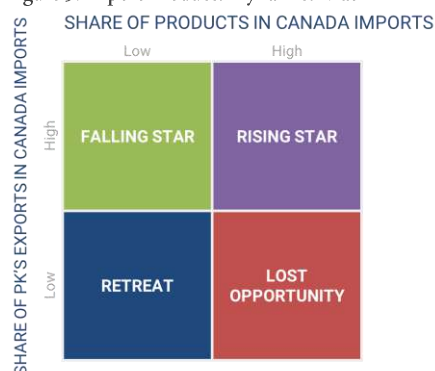 SHARE OF PRODUCTS IN CANADA IMPORTS
Low
High
SHARE OF PK'S EXPORTS IN CANADA IMPORTS
High
FALLING STAR
RISING STAR
Low
RETREAT
LOST
OPPORTUNITY